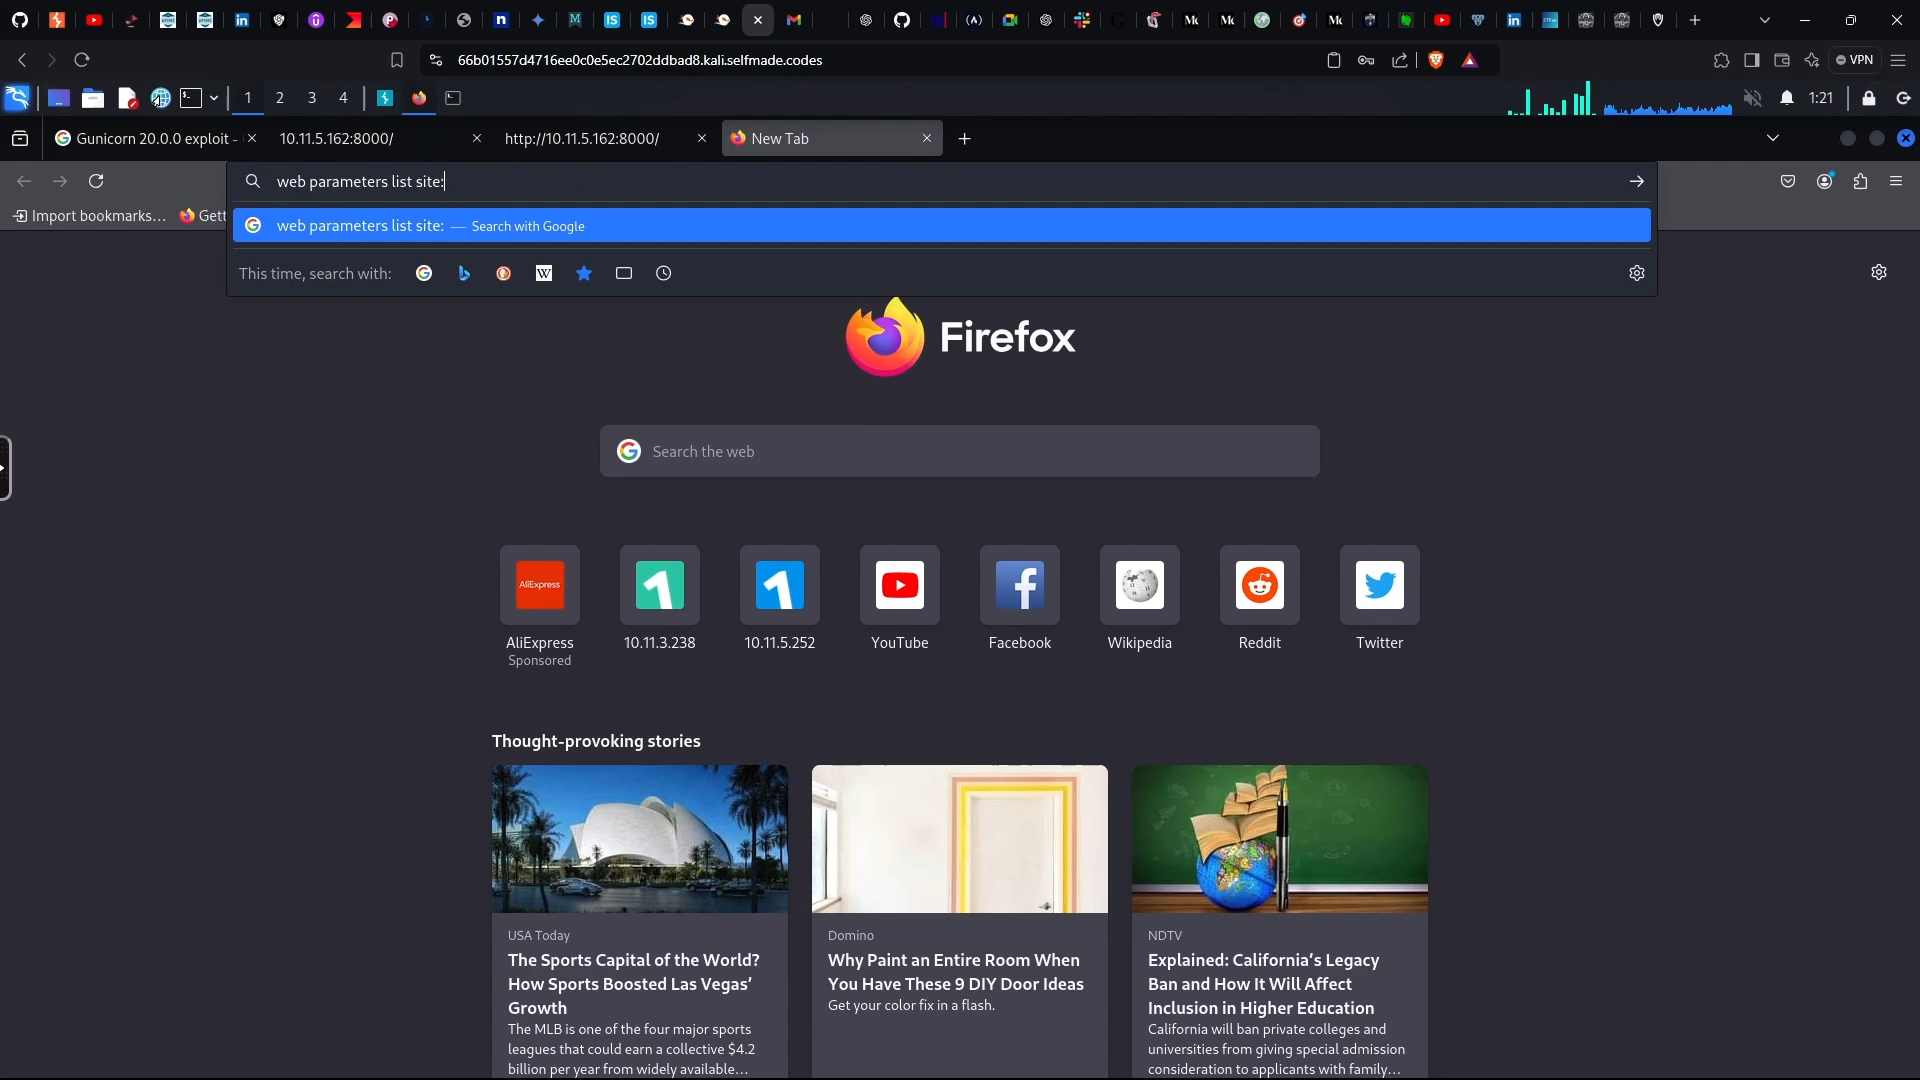 66b01557d4716ee0c0e5ec2702ddbad8.kali.selfmade.codes
VPN
1 2 3 4
1:21
Gunicorn 20.0.0 exploit -
10.11.5.162:8000/
http://10.11.5.162:8000/
New Tab
web parameters list site:
Import bookmarks...
Gett
web parameters list site: — Search with Google
This time, search with:
Firefox
Search the web
AliExpress
AliExpress
Sponsored
10.11.3.238
10.11.5.252
YouTube
Facebook
Wikipedia
Reddit
Twitter
Thought-provoking stories
USA Today
The Sports Capital of the World?
How Sports Boosted Las Vegas’
Growth
The MLB is one of the four major sports
leagues that could earn a collective $4.2
billion per year from widely available...
Domino
Why Paint an Entire Room When
You Have These 9 DIY Door Ideas
Get your color fix in a flash.
NDTV
Explained: California’s Legacy
Ban and How It Will Affect
Inclusion in Higher Education
California will ban private colleges and
universities from giving special admission
consideration to applicants with family...